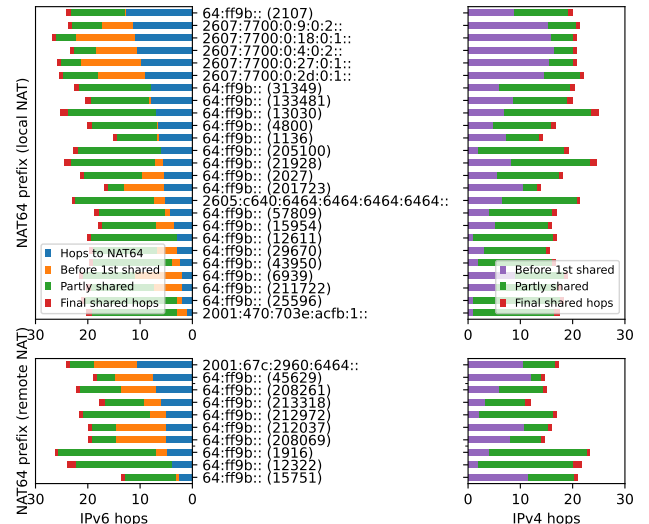 NAT64 prefix (local NAT)
64:ff9b:: (2107)
2607:7700:0:9:0:2::
2607:7700:0:18:0:1::
2607:7700:0:4:0:2::
2607:7700:0:27:0:1::
2607:7700:0:2d:0:1::
64:ff9b:: (31349)
64:ff9b:: (133481)
64:ff9b:: (13030)
64:ff9b:: (4800)
64:ff9b:: (1136)
64:ff9b:: (205100)
64:ff9b:: (21928)
64:ff9b:: (2027)
64:ff9b:: (201723)
2605:c640:6464:6464:6464:6464::
64:ff9b:: (57809)
64:ff9b:: (15954)
64:ff9b:: (12611)
64:ff9b:: (29670)
64:ff9b:: (43950)
64:ff9b:: (6939)
64:ff9b:: (211722)
64:ff9b:: (25596)
2001:470:703e:acfb:1::
Hops to NAT64
Before 1st shared
Partly shared
Final shared hops
30 20 10 0
Before 1st shared
Partly shared
Final shared hops
0 10 20 30
NAT64 prefix (remote NAT)
2001:67c:2960:6464::
64:ff9b:: (45629)
64:ff9b:: (208261)
64:ff9b:: (213318)
64:ff9b:: (212972)
64:ff9b:: (212037)
64:ff9b:: (208069)
64:ff9b:: (1916)
64:ff9b:: (12322)
64:ff9b:: (15751)
30 20 10 0
IPv6 hops
0 10 20 30
IPv4 hops